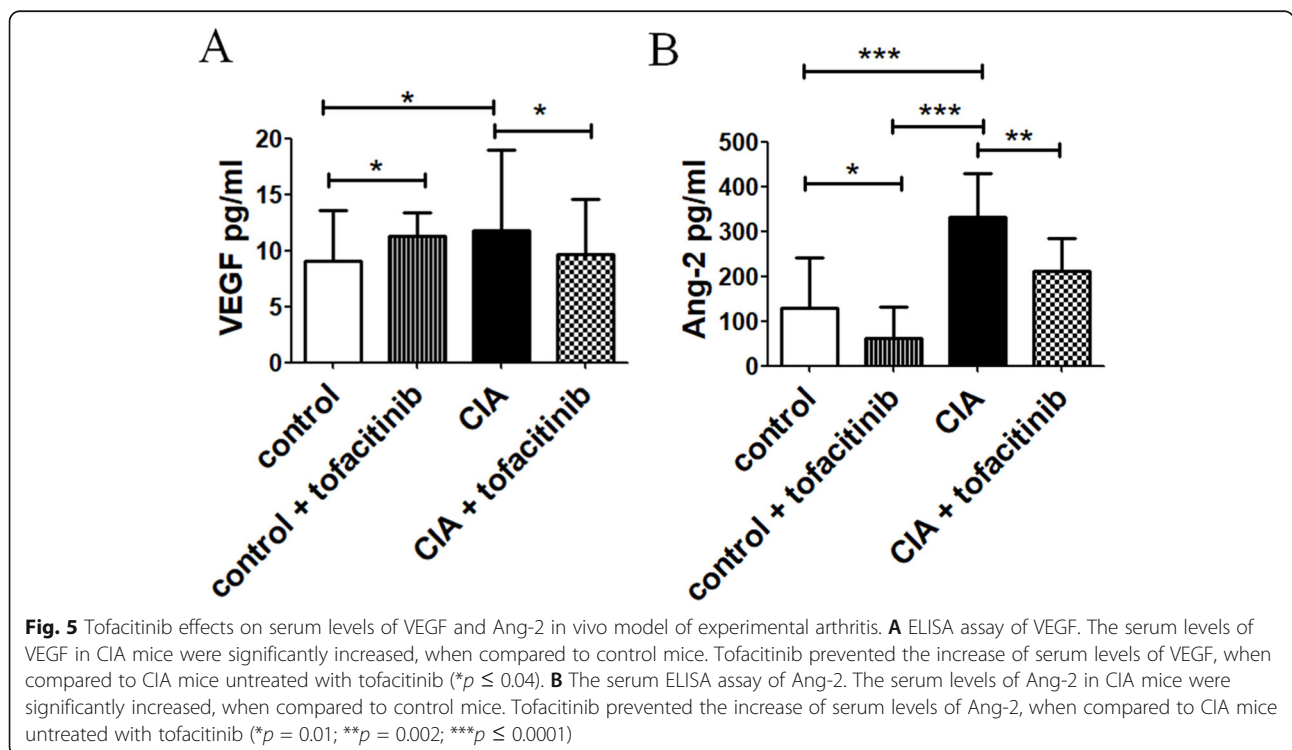 A
B
*
*
*
***
***
**
*
VEGF pg/ml
20
15
10
5
0
control
control + tofacitinib
CIA
CIA + tofacitinib
Ang-2 pg/ml
500
400
300
200
100
0
control
control + tofacitinib
CIA
CIA + tofacitinib
Fig. 5 Tofacitinib effects on serum levels of VEGF and Ang-2 in vivo model of experimental arthritis. A ELISA assay of VEGF. The serum levels of
VEGF in CIA mice were significantly increased, when compared to control mice. Tofacitinib prevented the increase of serum levels of VEGF, when
compared to CIA mice untreated with tofacitinib (*p ≤ 0.04). B The serum ELISA assay of Ang-2. The serum levels of Ang-2 in CIA mice were
significantly increased, when compared to control mice. Tofacitinib prevented the increase of serum levels of Ang-2, when compared to CIA mice
untreated with tofacitinib (*p = 0.01; **p = 0.002; ***p ≤ 0.0001)